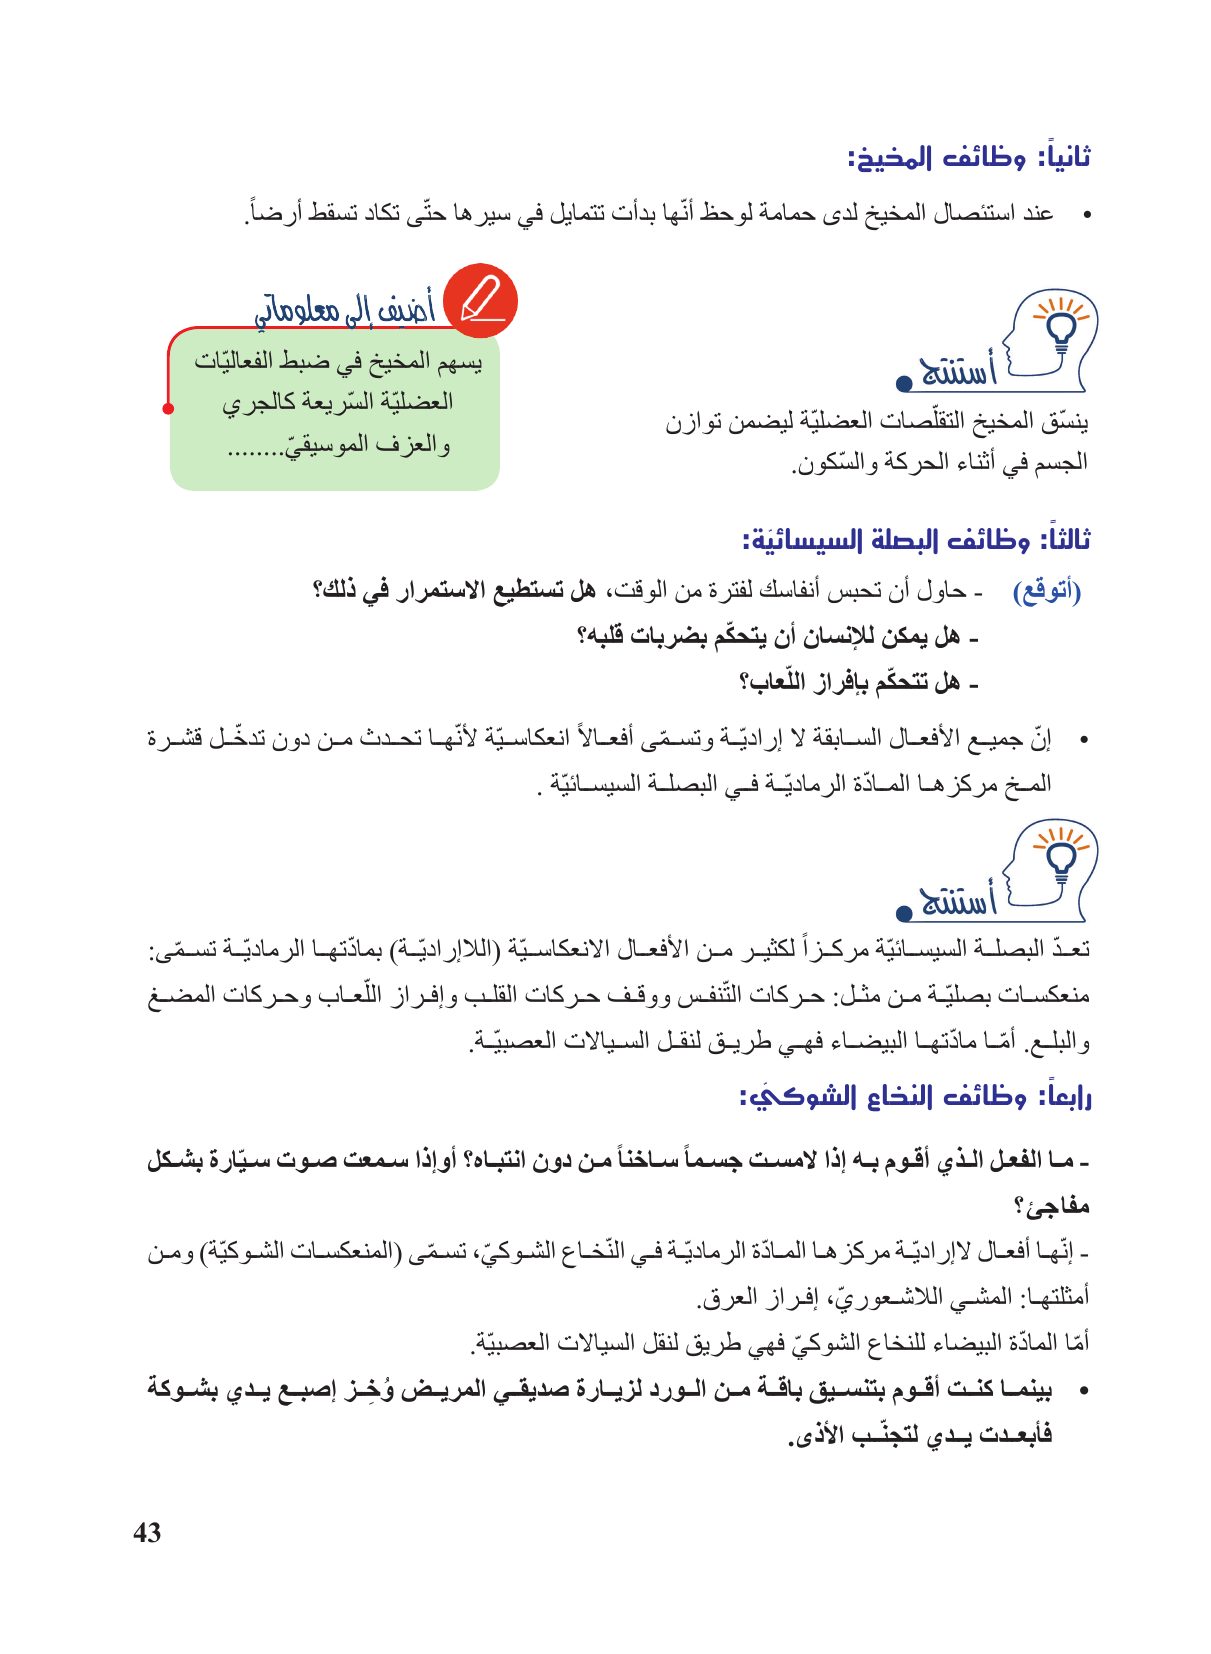 ثانياً: وظائف المخيخ:
• عند استئصال المخيخ لدى حمامة لوحظ أنّها بدأت تتمايل في سيرها حتّى تكاد تسقط أرضاً.
أستنتج
ينسّق المخيخ التقلّصات العضليّة ليضمن توازن
الجسم في أثناء الحركة والسّكون.
أضيف إلى معلوماتي
يسهم المخيخ في ضبط الفعاليّات
العضليّة السّريعة كالجري
والعزف الموسيقيّ........
ثالثاً: وظائف البصلة السيسائيّة:
(أتوقع) - حاول أن تحبس أنفاسك لفترة من الوقت، هل تستطيع الاستمرار في ذلك؟
- هل يمكن للإنسان أن يتحكّم بضربات قلبه؟
- هل تتحكّم بإفراز اللّعاب؟
• إنّ جميع الأفعال السابقة لا إراديّة وتسمّى أفعالاً انعكاسيّة لأنّها تحدث من دون تدخّل قشرة
المخ مركزها المادّة الرماديّة في البصلة السيسائيّة .
أستنتج
تعدّ البصلة السيسائيّة مركزاً لكثير من الأفعال الانعكاسيّة (اللاإراديّة) بمادّتها الرماديّة تسمّى:
منعكسات بصليّة من مثل: حركات التّنفس ووقف حركات القلب وإفراز اللّعاب وحركات المضغ
والبلع. أمّا مادّتها البيضاء فهي طريق لنقل السيالات العصبيّة.
رابعاً: وظائف النخاع الشوكيّ:
- ما الفعل الذي أقوم به إذا لامست جسماً ساخناً من دون انتباه؟ أوإذا سمعت صوت سيّارة بشكل
مفاجئ؟
- إنّها أفعال لاإراديّة مركزها المادّة الرماديّة في النّخاع الشوكيّ، تسمّى (المنعكسات الشوكيّة) ومن
أمثلتها: المشي اللاشعوريّ، إفراز العرق.
أمّا المادّة البيضاء للنخاع الشوكيّ فهي طريق لنقل السيالات العصبيّة.
• بينما كنت أقوم بتنسيق باقة من الورد لزيارة صديقي المريض وُخِز إصبع يدي بشوكة
فأبعدت يدي لتجنّب الأذى.
43